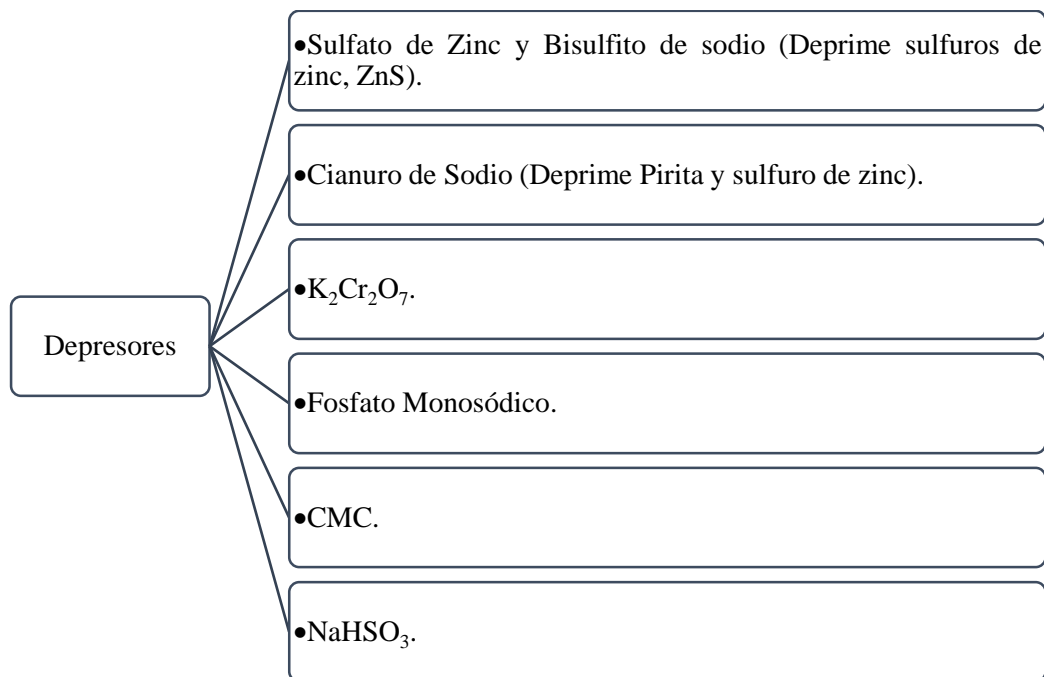 •Sulfato de Zinc y Bisulfito de sodio (Deprime sulfuros de
zinc, ZnS).
•Cianuro de Sodio (Deprime Pirita y sulfuro de zinc).
•K₂Cr₂O₇.
Depresores
•Fosfato Monosódico.
•CMC.
•NaHSO₃.